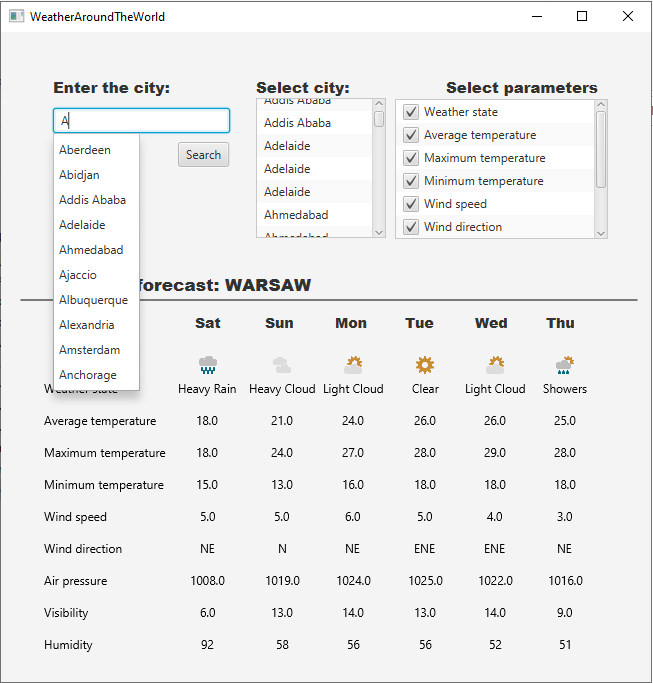 WeatherAroundTheWorld
Enter the city: Select city: Select parameters
A
Search
Aberdeen
Abidjan
Addis Ababa
Adelaide
Ahmedabad
Ajaccio
Albuquerque
Alexandria
Amsterdam
Anchorage
Addis Ababa
Addis Ababa
Adelaide
Adelaide
Adelaide
Ahmedabad
Ahmedabad
Weather state
Average temperature
Maximum temperature
Minimum temperature
Wind speed
Wind direction
forecast: WARSAW
Sat Sun Mon Tue Wed Thu
Weather state Heavy Rain Heavy Cloud Light Cloud Clear Light Cloud Showers
Average temperature 18.0 21.0 24.0 26.0 26.0 25.0
Maximum temperature 18.0 24.0 27.0 28.0 29.0 28.0
Minimum temperature 15.0 13.0 16.0 18.0 18.0 18.0
Wind speed 5.0 5.0 6.0 5.0 4.0 3.0
Wind direction NE N NE ENE ENE NE
Air pressure 1008.0 1019.0 1024.0 1025.0 1022.0 1016.0
Visibility 6.0 13.0 14.0 13.0 14.0 9.0
Humidity 92 58 56 56 52 51